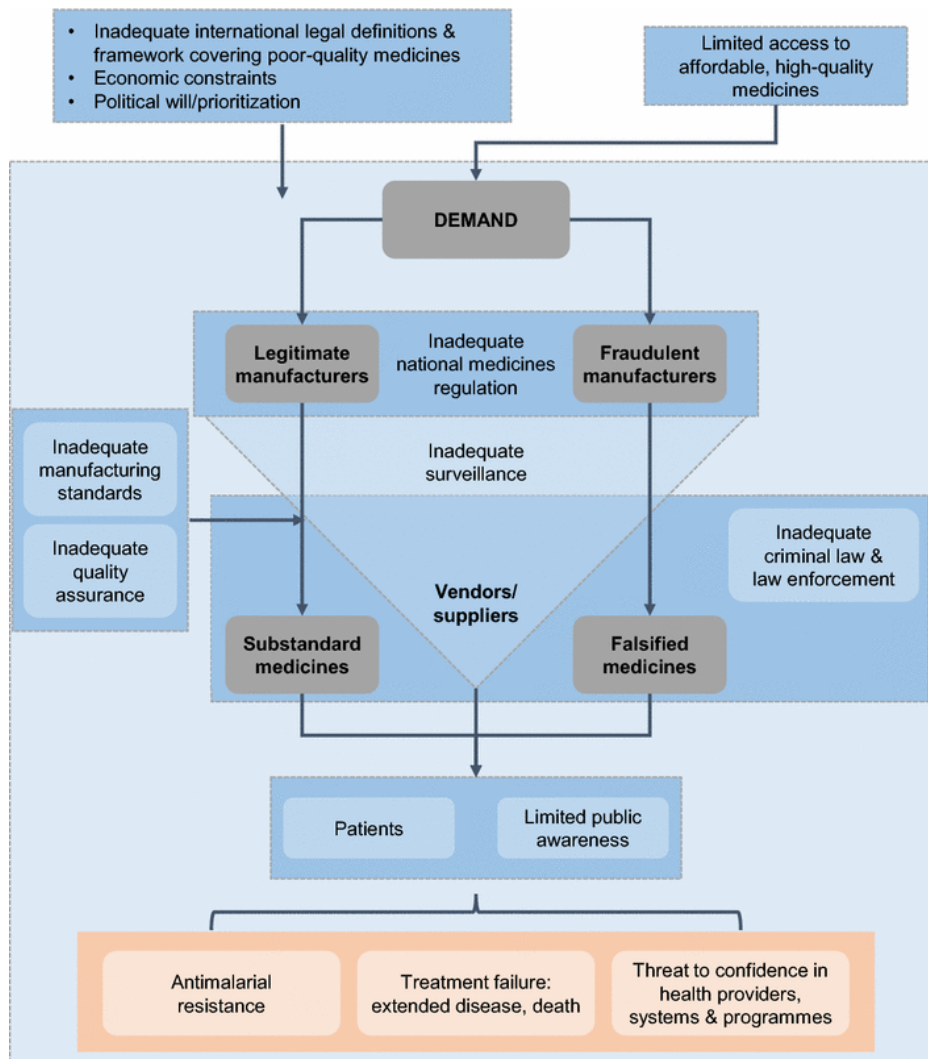 • Inadequate international legal definitions &
framework covering poor-quality medicines
• Economic constraints
• Political will/prioritization
Limited access to
affordable, high-quality
medicines
DEMAND
Legitimate
manufacturers
Inadequate
national medicines
regulation
Fraudulent
manufacturers
Inadequate
manufacturing
standards
Inadequate
surveillance
Inadequate
quality
assurance
Inadequate
criminal law &
law enforcement
Vendors/
suppliers
Substandard
medicines
Falsified
medicines
Patients
Limited public
awareness
Antimalarial
resistance
Treatment failure:
extended disease, death
Threat to confidence in
health providers,
systems & programmes